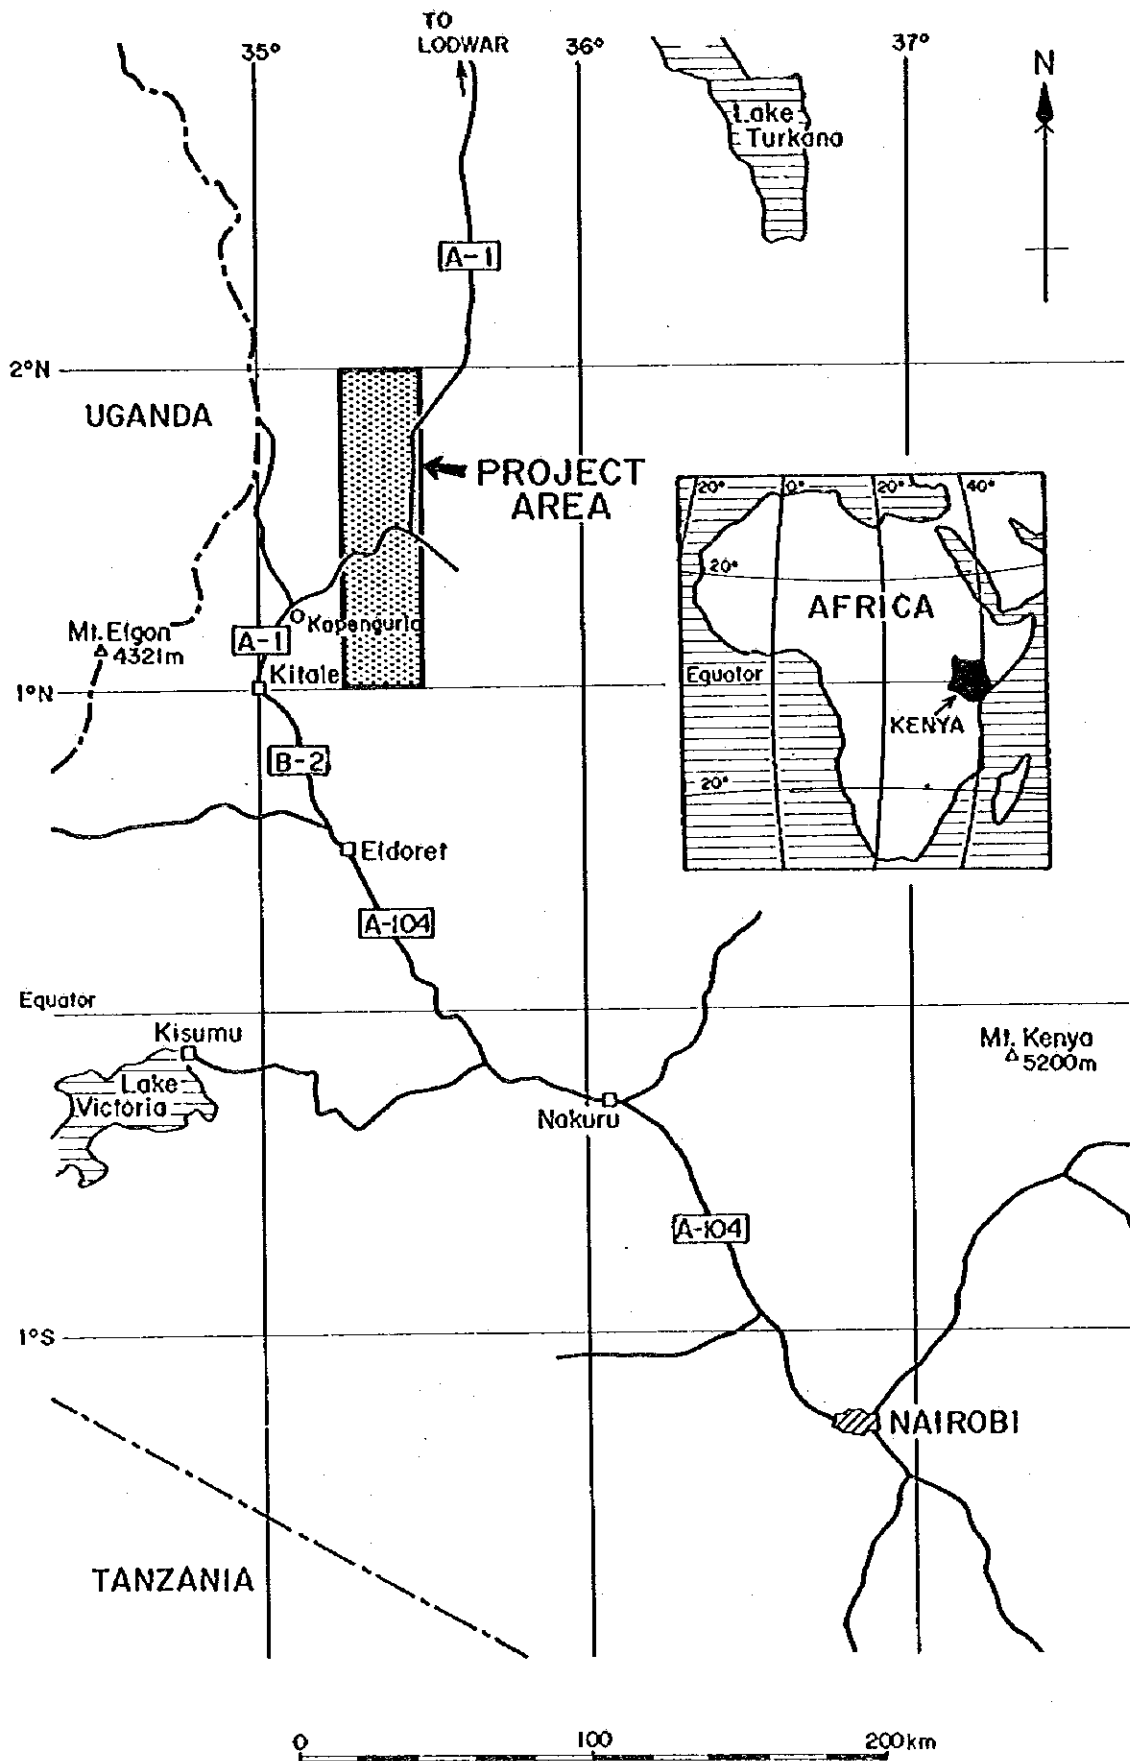 TO
LODWAR
35°
36°
37°
N
Lake
Turkana
A-1
2°N
UGANDA
PROJECT
AREA
20°
0°
20°
40°
20°
AFRICA
Equator
KENYA
20°
Mt. Elgon
4321m
A-1
Kapenguria
Kitale
1°N
B-2
Eldoret
A-104
Equator
Kisumu
Lake
Victoria
Mt. Kenya
5200m
Nakuru
A-104
1°S
NAIROBI
TANZANIA
0
100
200km